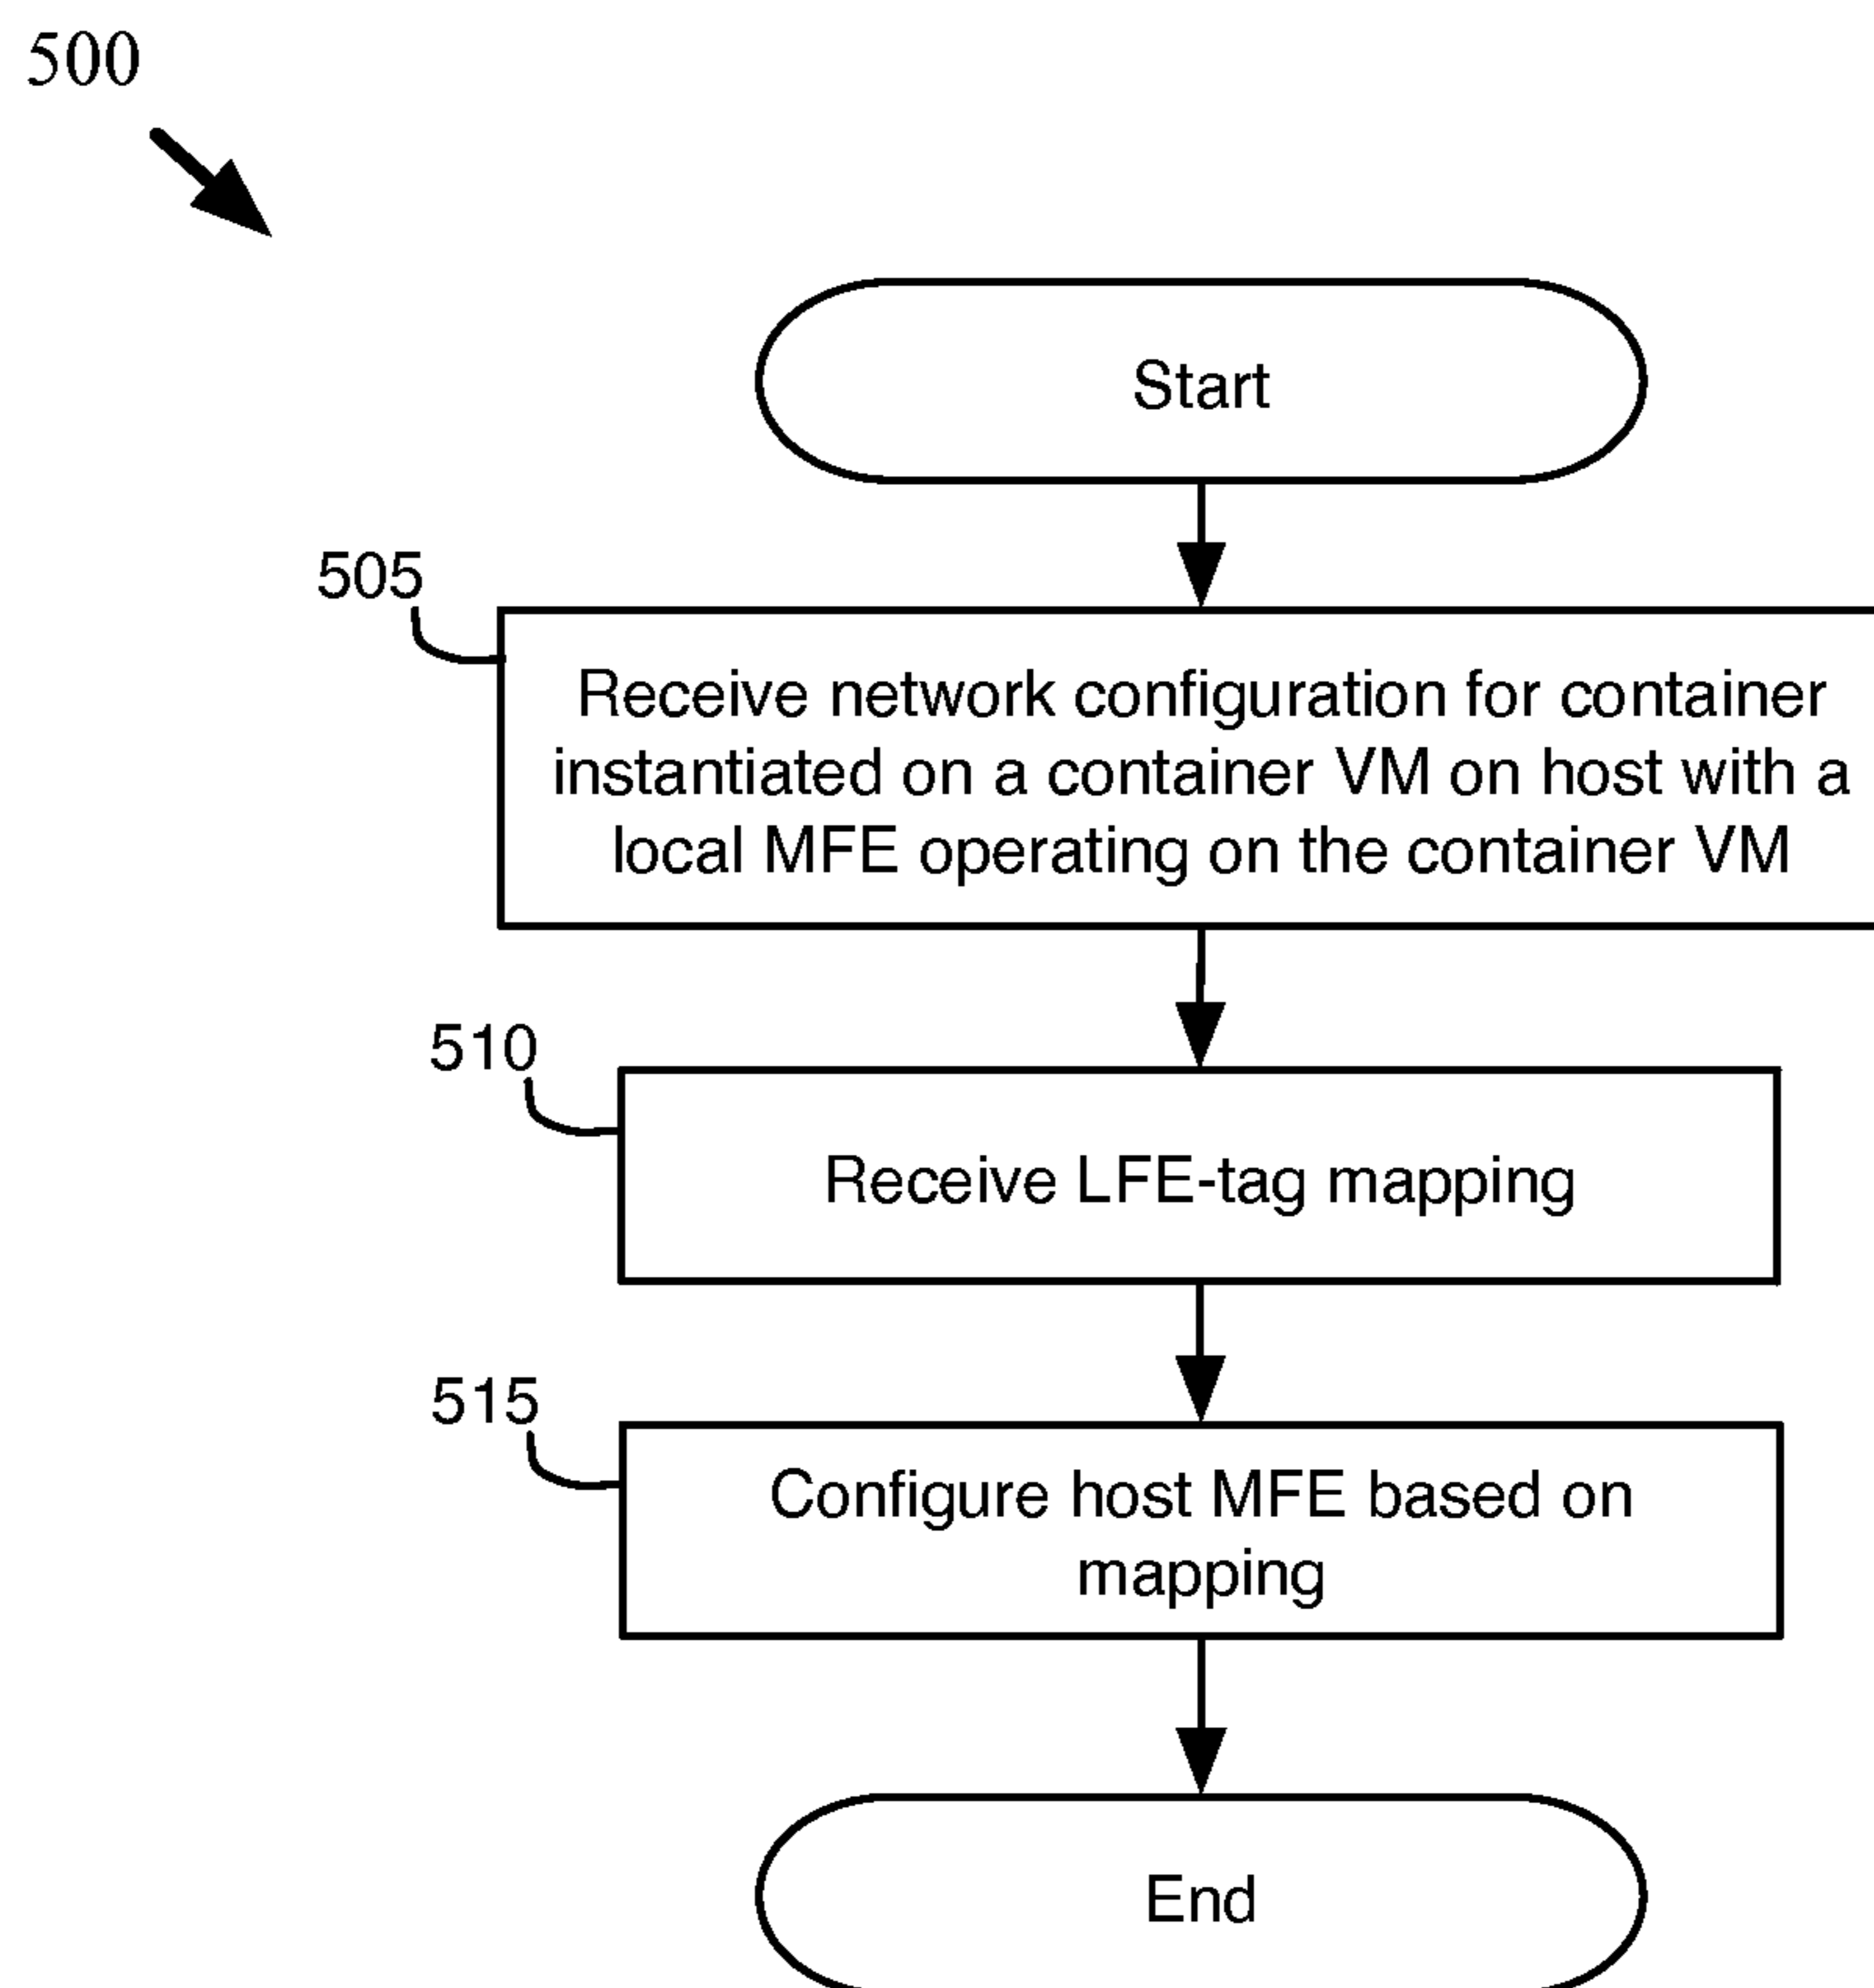 500
Start
505
Receive network configuration for container
instantiated on a container VM on host with a
local MFE operating on the container VM
510
Receive LFE-tag mapping
515
Configure host MFE based on
mapping
End